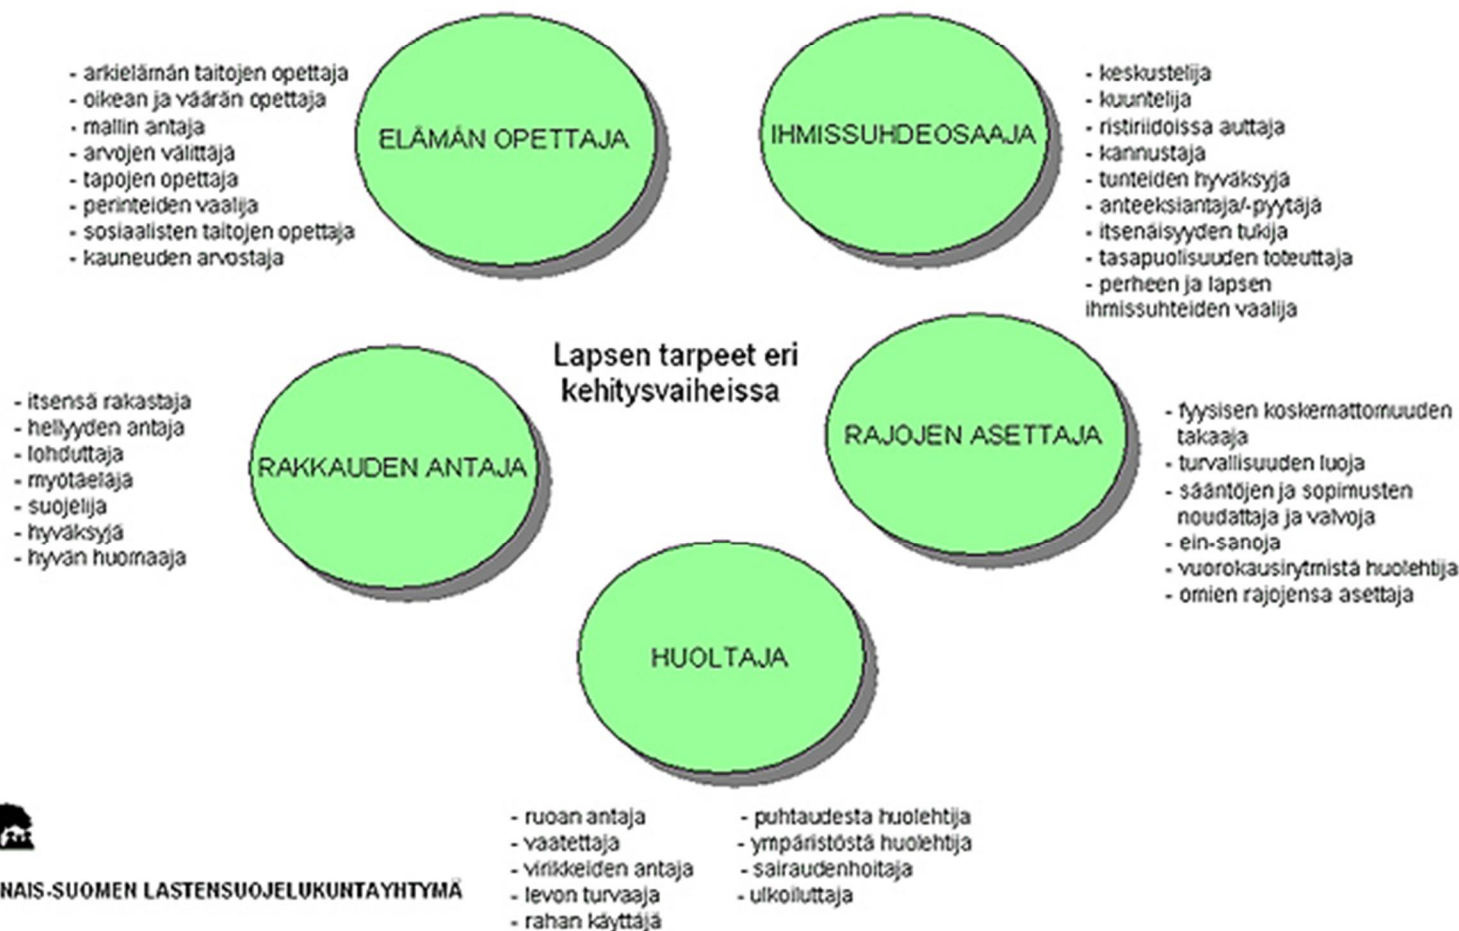 - arkielämän taitojen opettaja
- oikean ja väärän opettaja
- mallin antaja
- arvojen välittäjä
- tapojen opettaja
- perinteiden vaalija
- sosiaalisten taitojen opettaja
- kauneuden arvostaja
ELÄMÄN OPETTAJA
IHMISSUHDEOSAAJA
- keskustelija
- kuuntelija
- ristiriidoissa auttaja
- kannustaja
- tunteiden hyväksyjä
- anteeksiantaja/-pyytäjä
- itsenäisyyden tukija
- tasapuolisuuden toteuttaja
- perheen ja lapsen
ihmissuhteiden vaalija
Lapsen tarpeet eri
kehitysvaiheissa
- itsensä rakastaja
- hellyyden antaja
- lohduttaja
- myötäeläjä
- suojelija
- hyväksyjä
- hyvän huomaaja
RAKKAUDEN ANTAJA
RAJOJEN ASETTAJA
- fyysisen koskemattomuuden
takaaja
- turvallisuuden luoja
- sääntöjen ja sopimusten
noudattaja ja valvoja
- ein-sanoja
- vuorokausirytmistä huolehtija
- omien rajojensa asettaja
HUOLTAJA
- ruoan antaja
- vaatettaja
- virikkeiden antaja
- levon turvaaja
- rahan käyttäjä
- puhtaudesta huolehtija
- ympäristöstä huolehtija
- sairaudenhoitaja
- ulkoiluttaja
NAIS-SUOMEN LASTENSUOJELUKUNTAYHTYMÄ